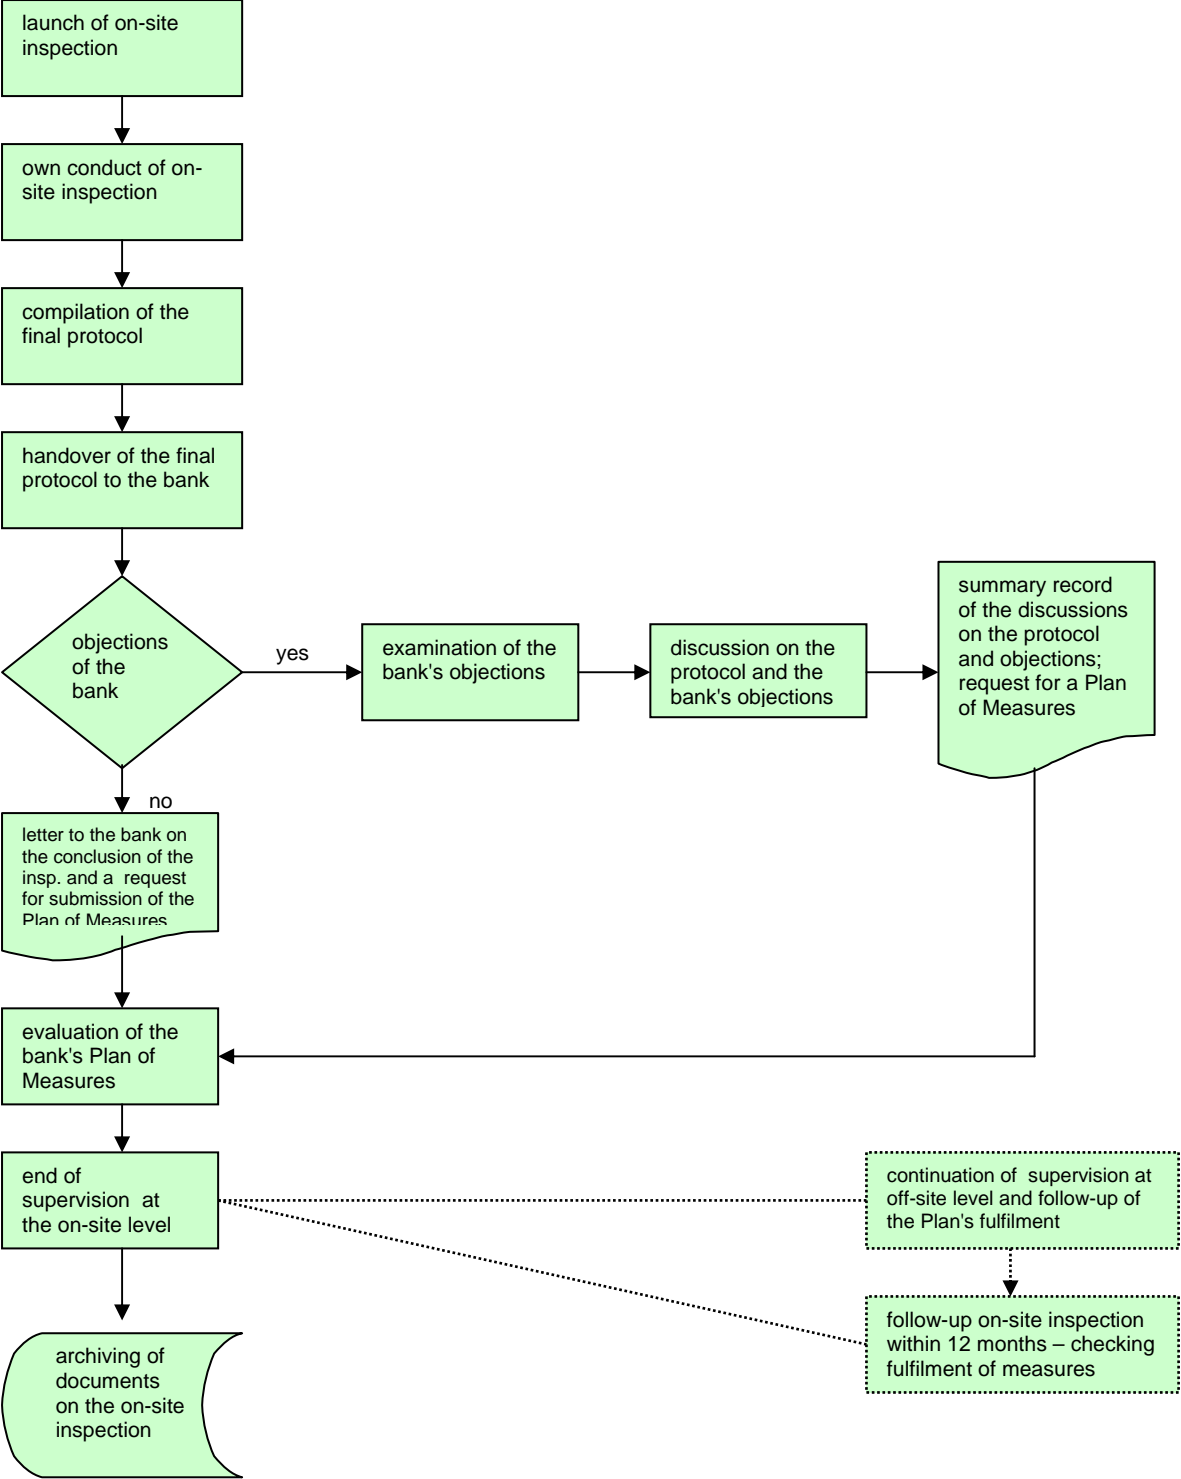 launch of on-site
inspection
own conduct of on-
site inspection
compilation of the
final protocol
handover of the final
protocol to the bank
objections
of the
bank
yes
examination of the
bank's objections
discussion on the
protocol and the
bank's objections
summary record
of the discussions
on the protocol
and objections;
request for a Plan
of Measures
no
letter to the bank on
the conclusion of the
insp. and a  request
for submission of the
Plan of Measures
evaluation of the
bank's Plan of
Measures
end of
supervision  at
the on-site level
continuation of  supervision at
off-site level and follow-up of
the Plan's fulfilment
follow-up on-site inspection
within 12 months – checking
fulfilment of measures
archiving of
documents
on the on-site
inspection